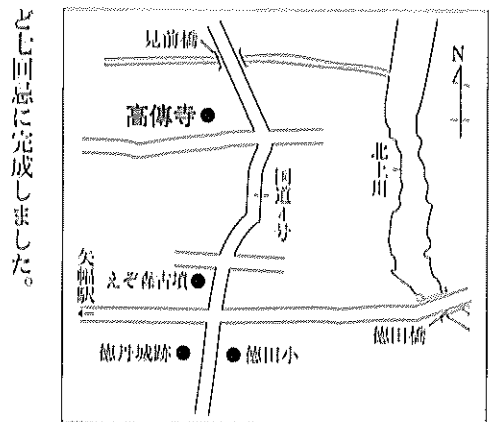 ど七回忌に完成しました。
見前橋
N
高傳寺
北上川
国道4号
えぞ森古墳
矢幅駅
徳田橋
徳丹城跡
徳田小